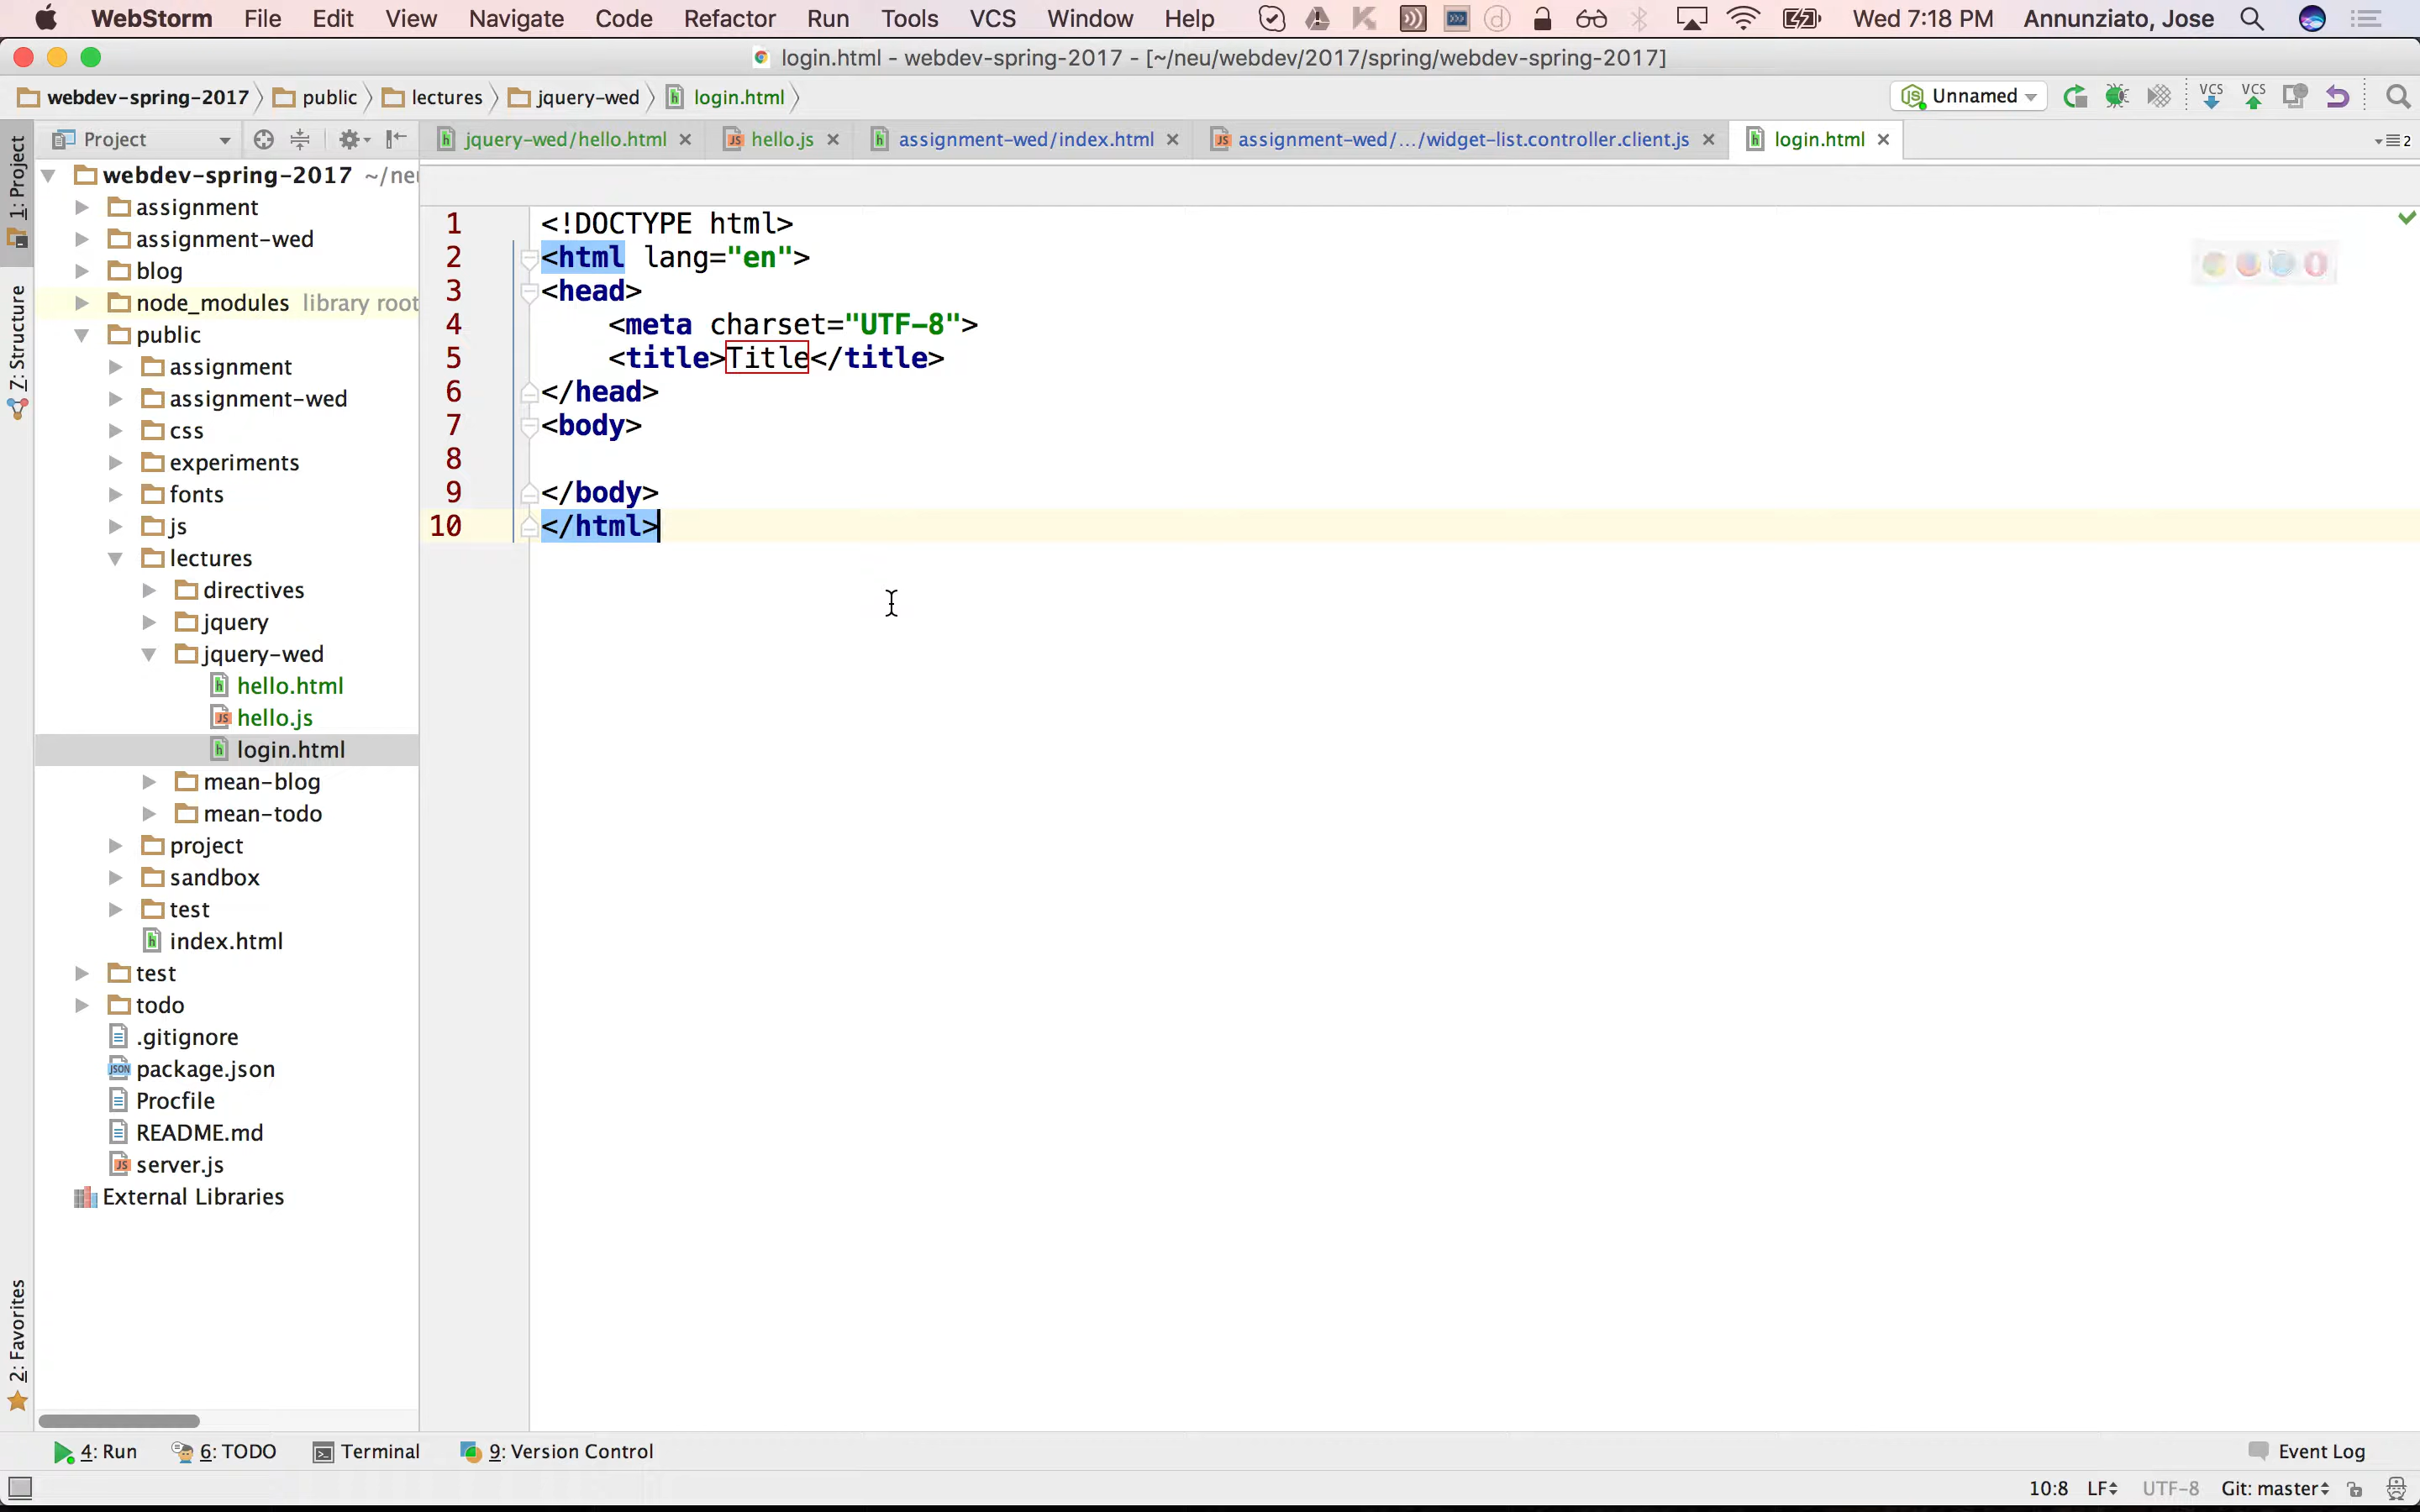 WebStorm File Edit View Navigate Code Refactor Run Tools VCS Window Help Wed 7:18 PM Annunziato, Jose
login.html - webdev-spring-2017 - [~/neu/webdev/2017/spring/webdev-spring-2017]
webdev-spring-2017 public lectures jquery-wed login.html Unnamed VCS VCS
Project jquery-wed/hello.html hello.js assignment-wed/index.html assignment-wed/.../widget-list.controller.client.js login.html 2
1: Project
7: Structure
2: Favorites
webdev-spring-2017 ~/neu
assignment
assignment-wed
blog
node_modules library root
public
assignment
assignment-wed
css
experiments
fonts
js
lectures
directives
jquery
jquery-wed
hello.html
hello.js
login.html
mean-blog
mean-todo
project
sandbox
test
index.html
test
todo
.gitignore
package.json
Procfile
README.md
server.js
External Libraries
1 <!DOCTYPE html>
2 <html lang="en">
3 <head>
4 <meta charset="UTF-8">
5 <title>Title</title>
6 </head>
7 <body>
8
9 </body>
10 </html>
4: Run 6: TODO Terminal 9: Version Control Event Log
10:8 LF UTF-8 Git: master